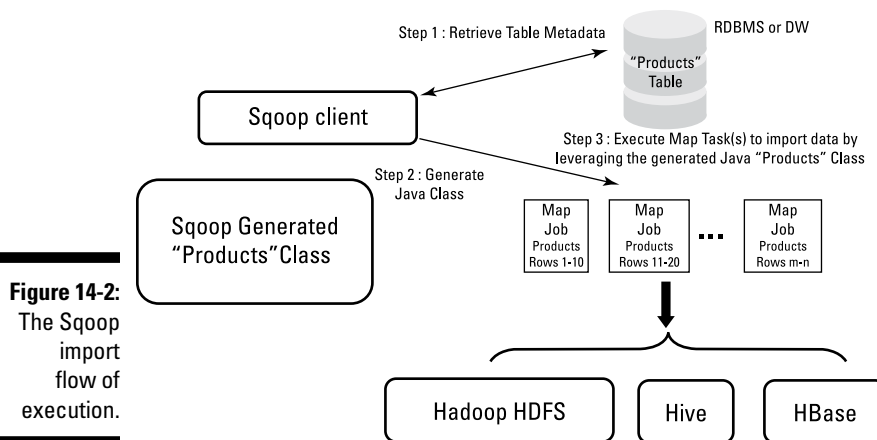 Step 1 : Retrieve Table Metadata
RDBMS or DW
“Products”
Table
Sqoop client
Step 3 : Execute Map Task(s) to import data by
leveraging the generated Java “Products” Class
Step 2 : Generate
Java Class
Sqoop Generated
“Products”Class
Map
Job
Products
Rows 1-10
Map
Job
Products
Rows 11-20
...
Map
Job
Products
Rows m-n
Figure 14-2:
The Sqoop
import
flow of
execution.
Hadoop HDFS
Hive
HBase